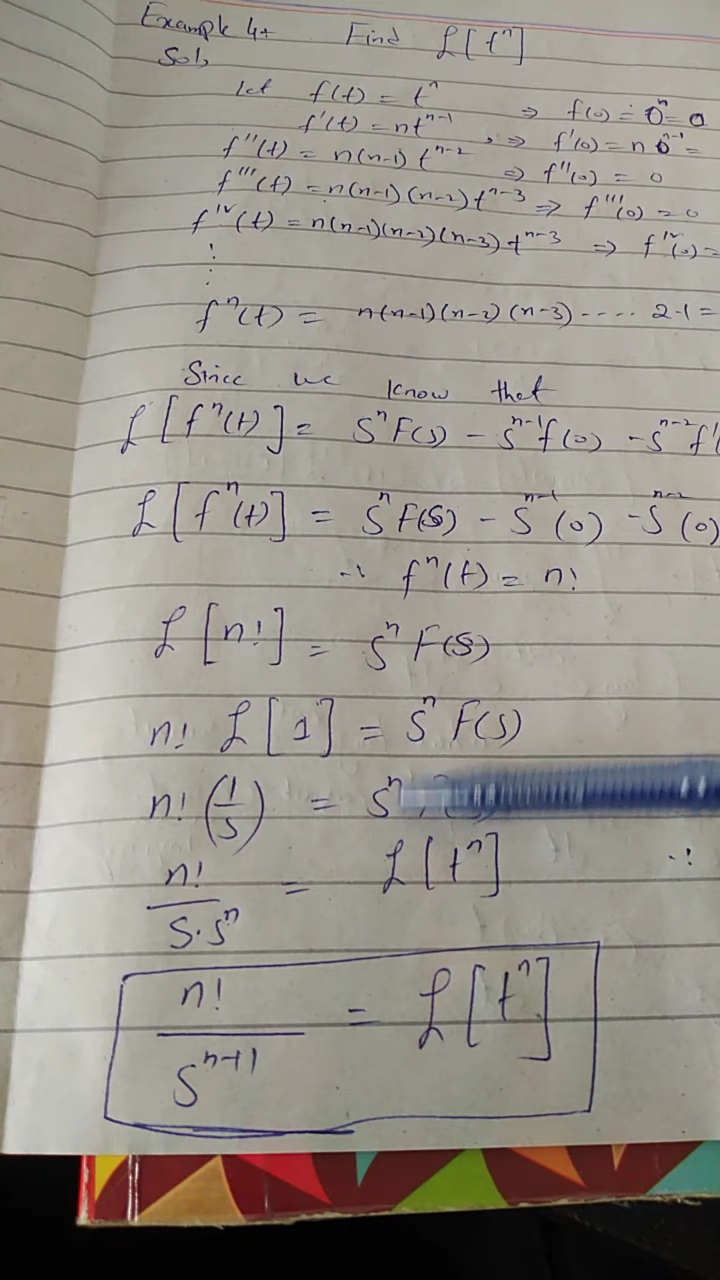 Example 4:- Find £[tⁿ]
Sol,
let f(t) = tⁿ ⇒ f(0) = 0ⁿ = 0
f'(t) = ntⁿ⁻¹ ⇒ f'(0) = n 0ⁿ⁻¹ =
f''(t) = n(n-1) tⁿ⁻² ⇒ f''(0) = 0
f'''(t) = n(n-1)(n-2) tⁿ⁻³ ⇒ f'''(0) = 0
fⁱᵛ(t) = n(n-1)(n-2)(n-3) tⁿ⁻³ ⇒ fⁱᵛ(0) =
⋮
fⁿ(t) = n(n-1)(n-2)(n-3) ---- 2·1 =
Since we know that
£[fⁿ(t)] = SⁿF(s) - Sⁿ⁻¹f(0) - Sⁿ⁻²f'(
£[fⁿ(t)] = SⁿF(S) - Sⁿ⁻¹(0) - Sⁿ⁻²(0)
∵ fⁿ(t) = n!
£[n!] = Sⁿ F(S)
n! £[1] = Sⁿ F(s)
n! (1/s) = Sⁿ
n!/S·Sⁿ = £[tⁿ] ∵
n!/Sⁿ⁺¹ = £[tⁿ]